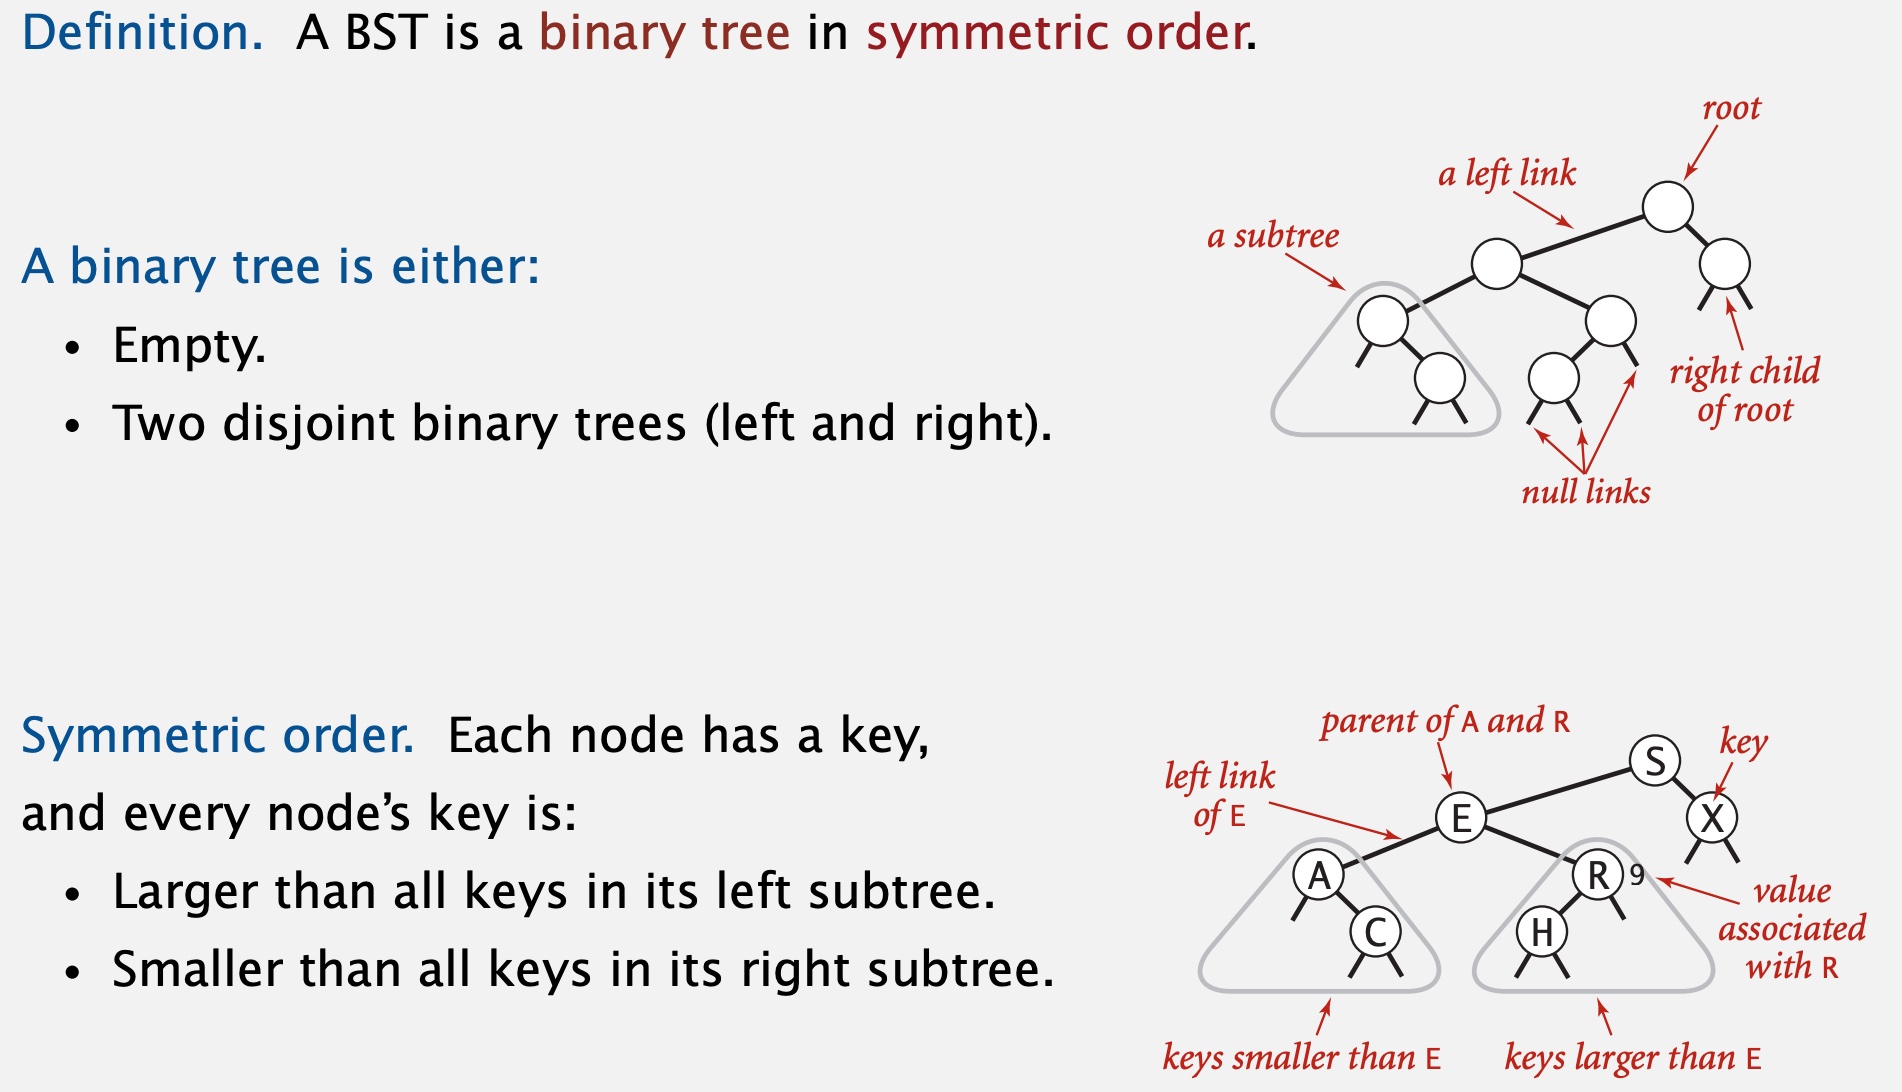 Definition. A BST is a binary tree in symmetric order.
root
a left link
a subtree
A binary tree is either:
• Empty.
• Two disjoint binary trees (left and right).
right child
of root
null links
Symmetric order. Each node has a key,
and every node’s key is:
• Larger than all keys in its left subtree.
• Smaller than all keys in its right subtree.
parent of A and R
key
left link
of E
S
E
X
A
R 9
C
H
value
associated
with R
keys smaller than E
keys larger than E